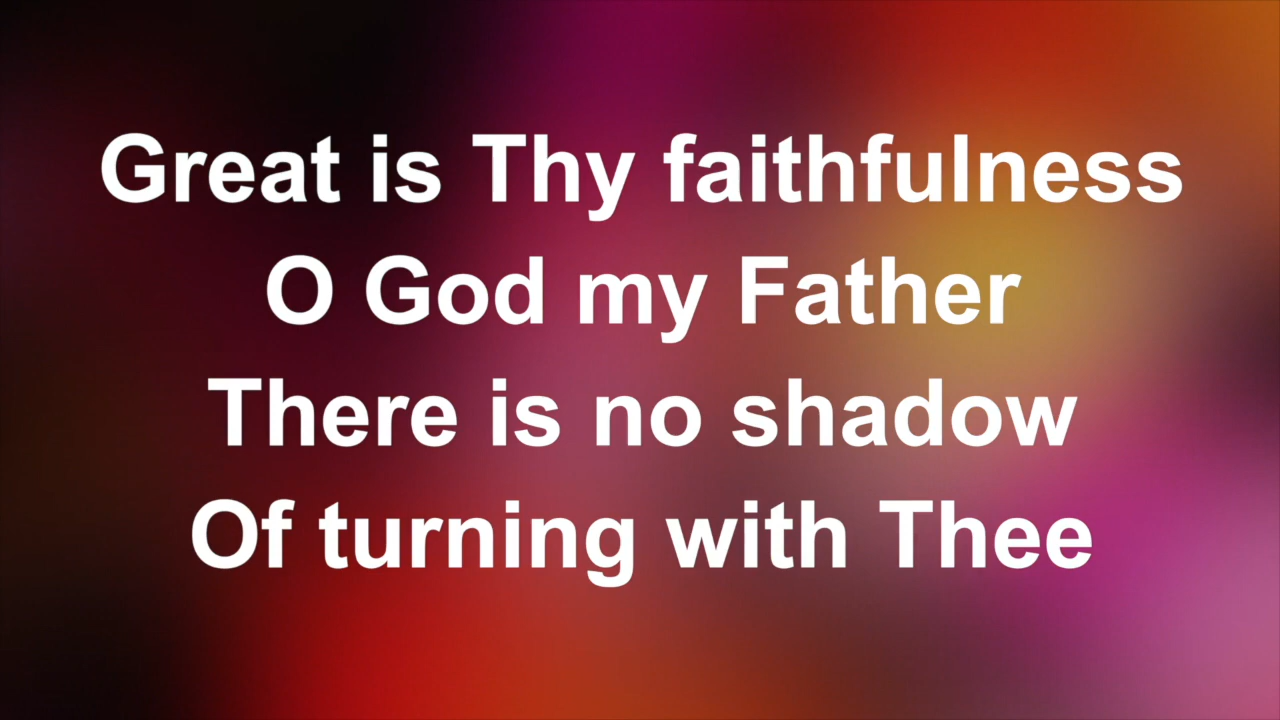 Great is Thy faithfulness
O God my Father
There is no shadow
Of turning with Thee